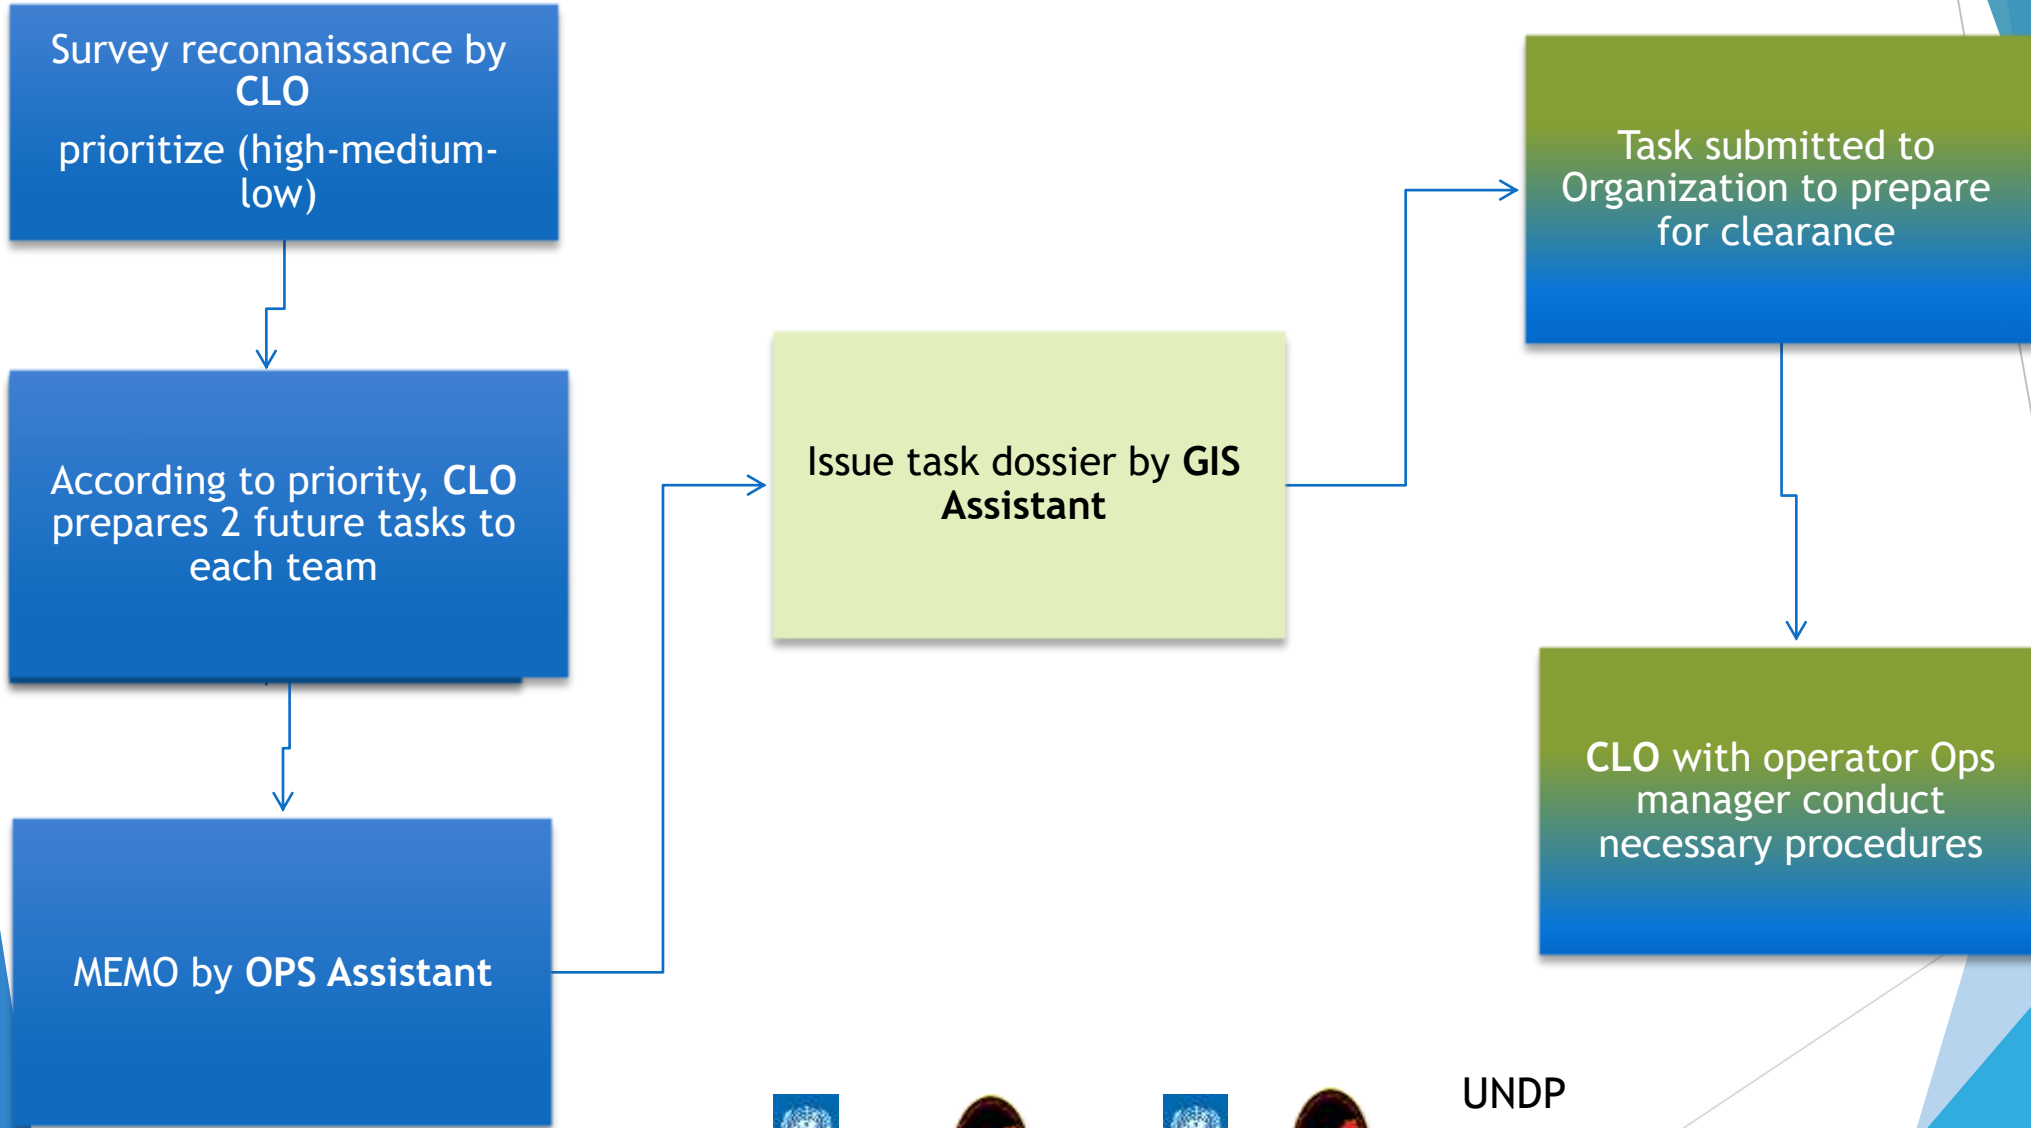 Survey reconnaissance by
CLO
prioritize (high-medium-
low)
According to priority, CLO
prepares 2 future tasks to
each team
MEMO by OPS Assistant
Issue task dossier by GIS
Assistant
Task submitted to
Organization to prepare
for clearance
CLO with operator Ops
manager conduct
necessary procedures
UNDP